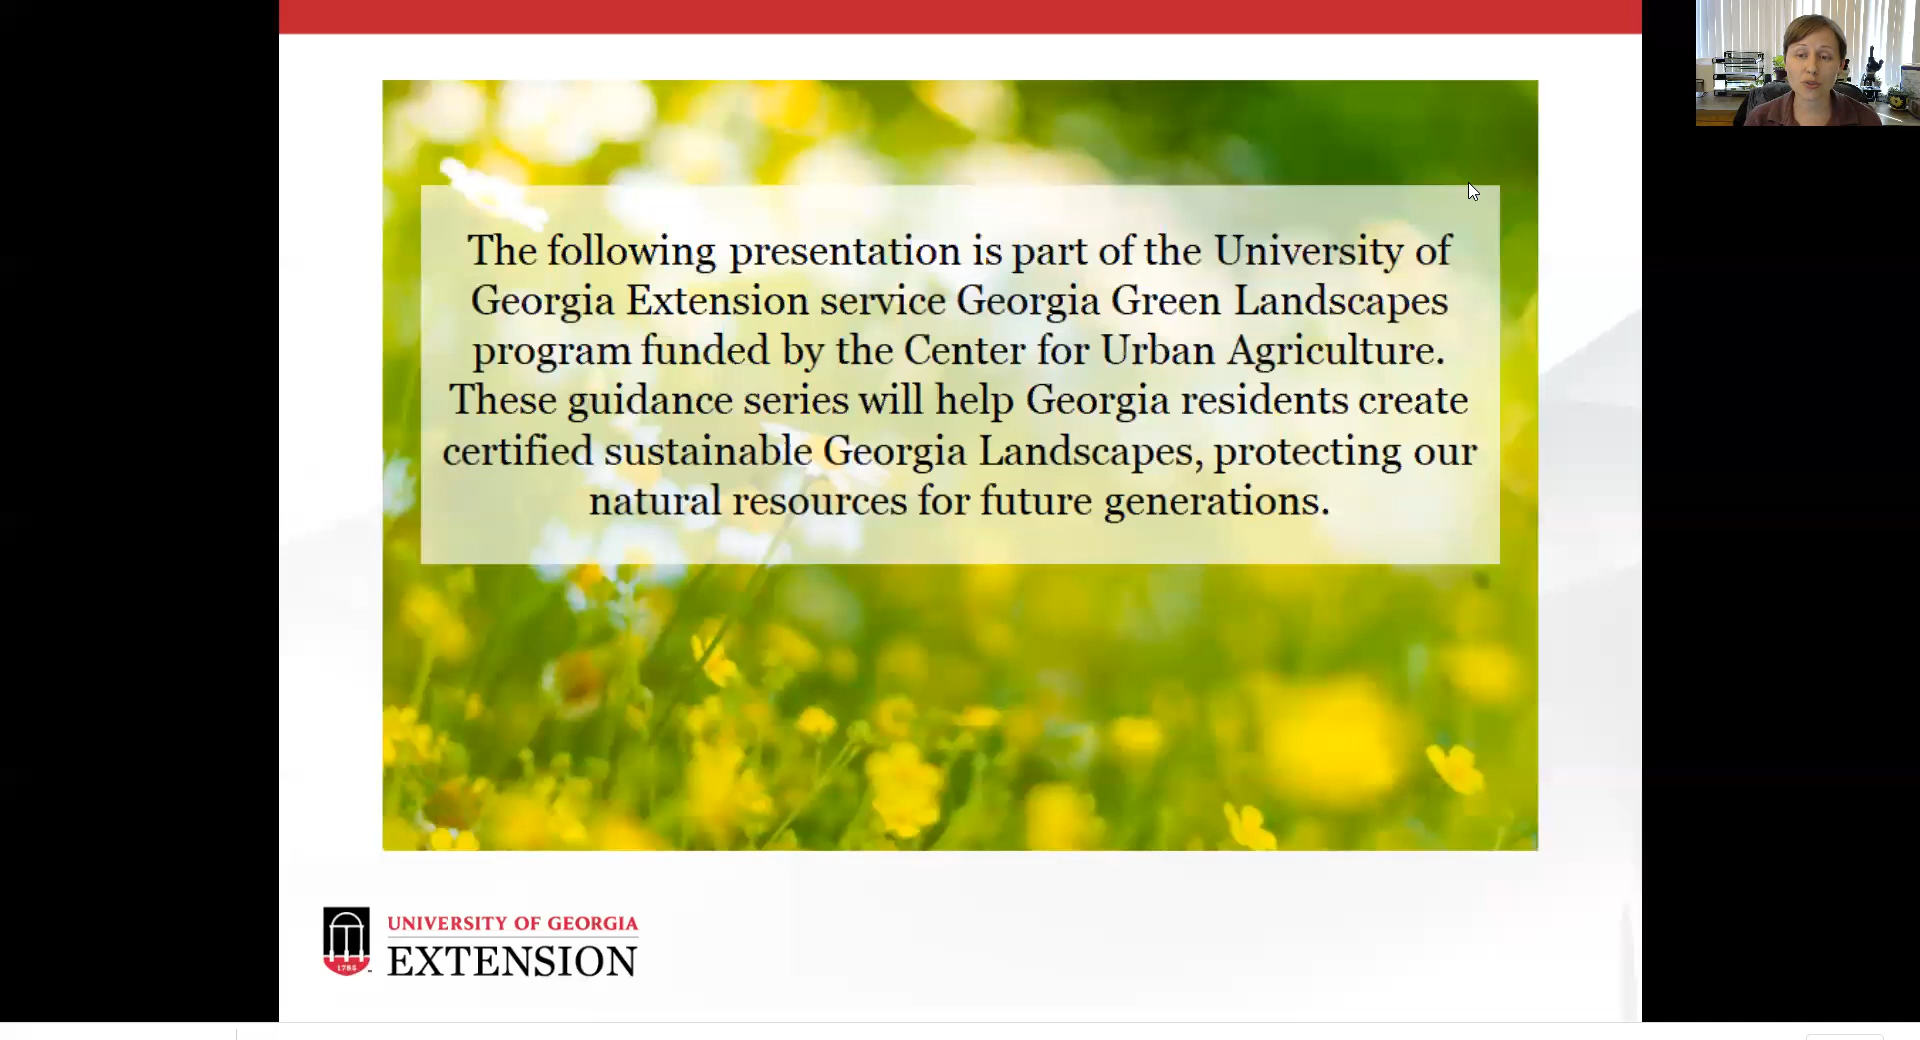 The following presentation is part of the University of
Georgia Extension service Georgia Green Landscapes
program funded by the Center for Urban Agriculture.
These guidance series will help Georgia residents create
certified sustainable Georgia Landscapes, protecting our
natural resources for future generations.
1785
UNIVERSITY OF GEORGIA
EXTENSION